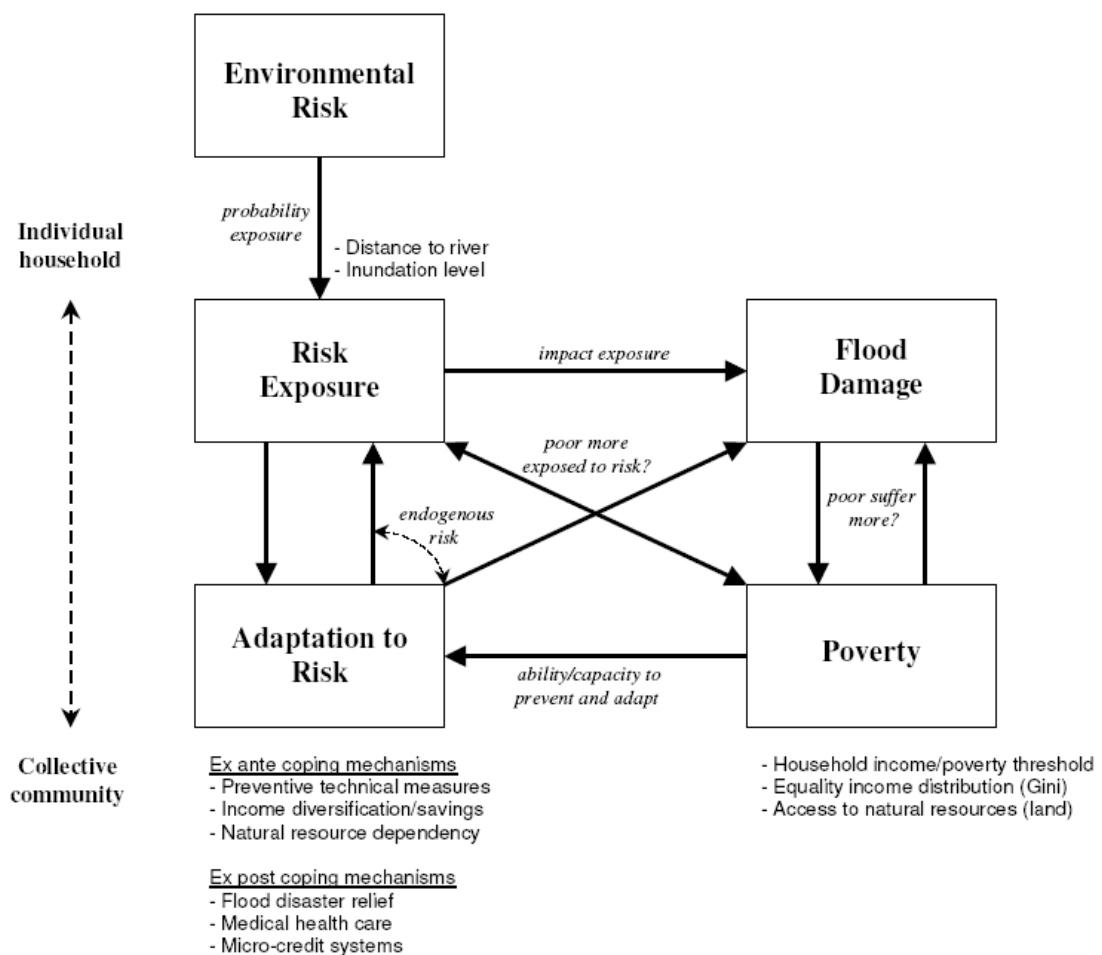 Environmental
Risk
probability
exposure
- Distance to river
- Inundation level
Individual
household
Risk
Exposure
impact exposure
Flood
Damage
poor more
exposed to risk?
poor suffer
more?
endogenous
risk
Adaptation to
Risk
ability/capacity to
prevent and adapt
Poverty
Collective
community
Ex ante coping mechanisms
- Preventive technical measures
- Income diversification/savings
- Natural resource dependency
Ex post coping mechanisms
- Flood disaster relief
- Medical health care
- Micro-credit systems
- Household income/poverty threshold
- Equality income distribution (Gini)
- Access to natural resources (land)